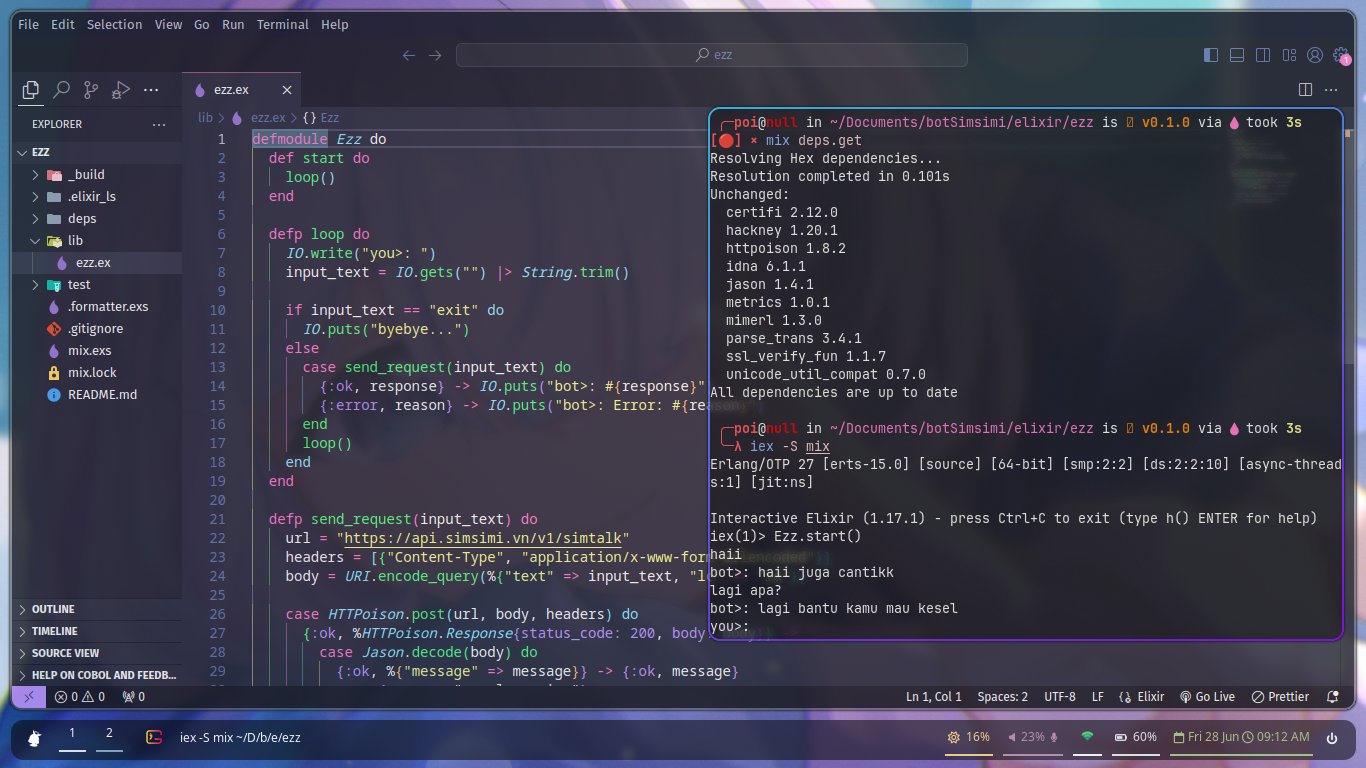 File Edit Selection View Go Run Terminal Help
ezz
1
EXPLORER
EZZ
_build
.elixir_ls
deps
lib
ezz.ex
test
.formatter.exs
.gitignore
mix.exs
mix.lock
README.md
OUTLINE
TIMELINE
SOURCE VIEW
HELP ON COBOL AND FEEDB...
ezz.ex
lib > ezz.ex > {} Ezz
1 defmodule Ezz do
2 def start do
3 loop()
4 end
5
6 defp loop do
7 IO.write("you>: ")
8 input_text = IO.gets("") |> String.trim()
9
10 if input_text == "exit" do
11 IO.puts("byebye...")
12 else
13 case send_request(input_text) do
14 {:ok, response} -> IO.puts("bot>: #{response}"
15 {:error, reason} -> IO.puts("bot>: Error: #{reason}")
16 end
17 loop()
18 end
19 end
20
21 defp send_request(input_text) do
22 url = "https://api.simsimi.vn/v1/simtalk"
23 headers = [{"Content-Type", "application/x-www-for
24 body = URI.encode_query(%{"text" => input_text, "l
25
26 case HTTPoison.post(url, body, headers) do
27 {:ok, %HTTPoison.Response{status_code: 200, body:
28 case Jason.decode(body) do
29 {:ok, %{"message" => message}} -> {:ok, message}
╭─poi@null in ~/Documents/botSimsimi/elixir/ezz is v0.1.0 via took 3s
[🔴] × mix deps.get
Resolving Hex dependencies...
Resolution completed in 0.101s
Unchanged:
certifi 2.12.0
hackney 1.20.1
httpoison 1.8.2
idna 6.1.1
jason 1.4.1
metrics 1.0.1
mimerl 1.3.0
parse_trans 3.4.1
ssl_verify_fun 1.1.7
unicode_util_compat 0.7.0
All dependencies are up to date
╭─poi@null in ~/Documents/botSimsimi/elixir/ezz is v0.1.0 via took 3s
╰─λ iex -S mix
Erlang/OTP 27 [erts-15.0] [source] [64-bit] [smp:2:2] [ds:2:2:10] [async-thread
s:1] [jit:ns]
Interactive Elixir (1.17.1) - press Ctrl+C to exit (type h() ENTER for help)
iex(1)> Ezz.start()
haii
bot>: haii juga cantikk
lagi apa?
bot>: lagi bantu kamu mau kesel
you>:
0 0 0
Ln 1, Col 1 Spaces: 2 UTF-8 LF Elixir Go Live Prettier
1 2 iex -S mix ~/D/b/e/ezz
16% 23% 60% Fri 28 Jun 09:12 AM